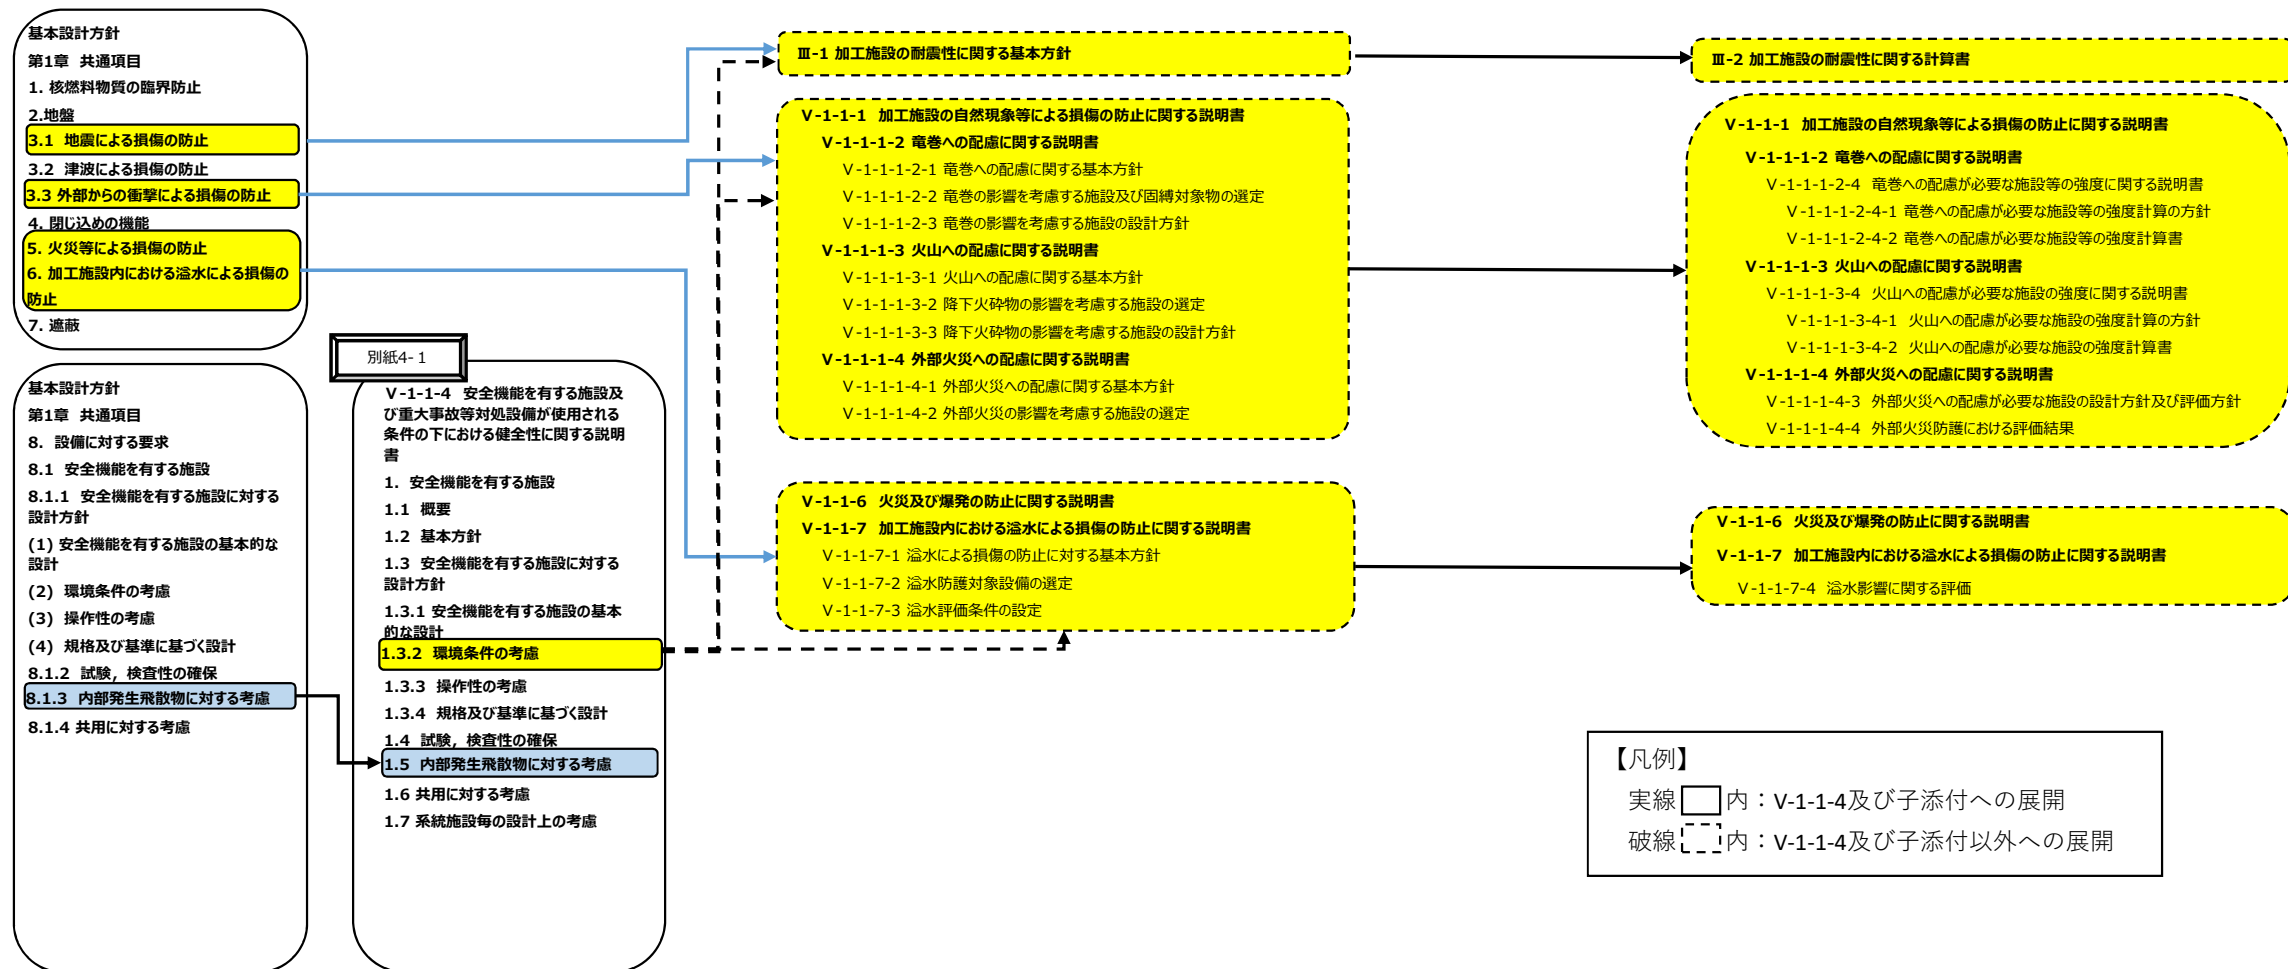 基本設計方針
第1章 共通項目
1. 核燃料物質の臨界防止
2.地盤
3.1 地震による損傷の防止
3.2 津波による損傷の防止
3.3 外部からの衝撃による損傷の防止
4. 閉じ込めの機能
5. 火災等による損傷の防止
6. 加工施設内における溢水による損傷の
防止
7. 遮蔽
基本設計方針
第1章 共通項目
8. 設備に対する要求
8.1 安全機能を有する施設
8.1.1 安全機能を有する施設に対する
設計方針
(1) 安全機能を有する施設の基本的な
設計
(2) 環境条件の考慮
(3) 操作性の考慮
(4) 規格及び基準に基づく設計
8.1.2 試験，検査性の確保
8.1.3 内部発生飛散物に対する考慮
8.1.4 共用に対する考慮
別紙4-１
Ⅴ-1-1-4 安全機能を有する施設及
び重大事故等対処設備が使用される
条件の下における健全性に関する説明
書
1. 安全機能を有する施設
1.1 概要
1.2 基本方針
1.3 安全機能を有する施設に対する
設計方針
1.3.1 安全機能を有する施設の基本
的な設計
1.3.2 環境条件の考慮
1.3.3 操作性の考慮
1.3.4 規格及び基準に基づく設計
1.4 試験，検査性の確保
1.5 内部発生飛散物に対する考慮
1.6 共用に対する考慮
1.7 系統施設毎の設計上の考慮
Ⅲ-1 加工施設の耐震性に関する基本方針
Ⅴ-1-1-1 加工施設の自然現象等による損傷の防止に関する説明書
Ⅴ-1-1-1-2 竜巻への配慮に関する説明書
Ⅴ-1-1-1-2-1 竜巻への配慮に関する基本方針
Ⅴ-1-1-1-2-2 竜巻の影響を考慮する施設及び固縛対象物の選定
Ⅴ-1-1-1-2-3 竜巻の影響を考慮する施設の設計方針
Ⅴ-1-1-1-3 火山への配慮に関する説明書
Ⅴ-1-1-1-3-1 火山への配慮に関する基本方針
Ⅴ-1-1-1-3-2 降下火砕物の影響を考慮する施設の選定
Ⅴ-1-1-1-3-3 降下火砕物の影響を考慮する施設の設計方針
Ⅴ-1-1-1-4 外部火災への配慮に関する説明書
Ⅴ-1-1-1-4-1 外部火災への配慮に関する基本方針
Ⅴ-1-1-1-4-2 外部火災の影響を考慮する施設の選定
Ⅴ-1-1-6 火災及び爆発の防止に関する説明書
Ⅴ-1-1-7 加工施設内における溢水による損傷の防止に関する説明書
Ⅴ-1-1-7-1 溢水による損傷の防止に対する基本方針
Ⅴ-1-1-7-2 溢水防護対象設備の選定
Ⅴ-1-1-7-3 溢水評価条件の設定
Ⅲ-2 加工施設の耐震性に関する計算書
Ⅴ-1-1-1 加工施設の自然現象等による損傷の防止に関する説明書
Ⅴ-1-1-1-2 竜巻への配慮に関する説明書
Ⅴ-1-1-1-2-4 竜巻への配慮が必要な施設等の強度に関する説明書
Ⅴ-1-1-1-2-4-1 竜巻への配慮が必要な施設等の強度計算の方針
Ⅴ-1-1-1-2-4-2 竜巻への配慮が必要な施設等の強度計算書
Ⅴ-1-1-1-3 火山への配慮に関する説明書
Ⅴ-1-1-1-3-4 火山への配慮が必要な施設の強度に関する説明書
Ⅴ-1-1-1-3-4-1 火山への配慮が必要な施設の強度計算の方針
Ⅴ-1-1-1-3-4-2 火山への配慮が必要な施設の強度計算書
Ⅴ-1-1-1-4 外部火災への配慮に関する説明書
Ⅴ-1-1-1-4-3 外部火災への配慮が必要な施設の設計方針及び評価方針
Ⅴ-1-1-1-4-4 外部火災防護における評価結果
Ⅴ-1-1-6 火災及び爆発の防止に関する説明書
Ⅴ-1-1-7 加工施設内における溢水による損傷の防止に関する説明書
Ⅴ-1-1-7-4 溢水影響に関する評価
【凡例】
実線 内：V-1-1-4及び子添付への展開
破線 内：V-1-1-4及び子添付以外への展開